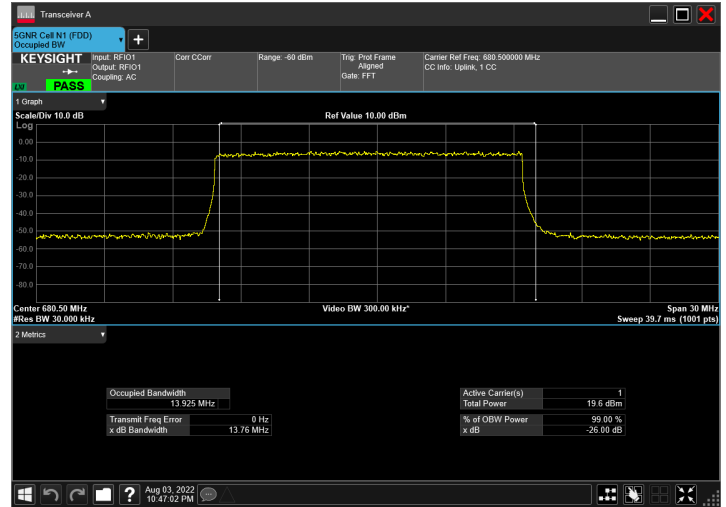 Transceiver A
5GNR Cell N1 (FDD)
Occupied BW
KEYSIGHT
LXI
PASS
Input: RFIO1
Output: RFIO1
Coupling: AC
Corr CCorr
Range: -60 dBm
Trig: Prot Frame
Aligned
Gate: FFT
Carrier Ref Freq: 680.500000 MHz
CC Info: Uplink, 1 CC
1 Graph
Scale/Div 10.0 dB
Ref Value 10.00 dBm
Log
0.00
-10.0
-20.0
-30.0
-40.0
-50.0
-60.0
-70.0
-80.0
Center 680.50 MHz
Video BW 300.00 kHz*
Span 30 MHz
#Res BW 30.000 kHz
Sweep 39.7 ms (1001 pts)
2 Metrics
Occupied Bandwidth
13.925 MHz
Active Carrier(s) 1
Total Power 19.6 dBm
Transmit Freq Error 0 Hz
x dB Bandwidth 13.76 MHz
% of OBW Power 99.00 %
x dB -26.00 dB
Aug 03, 2022
10:47:02 PM